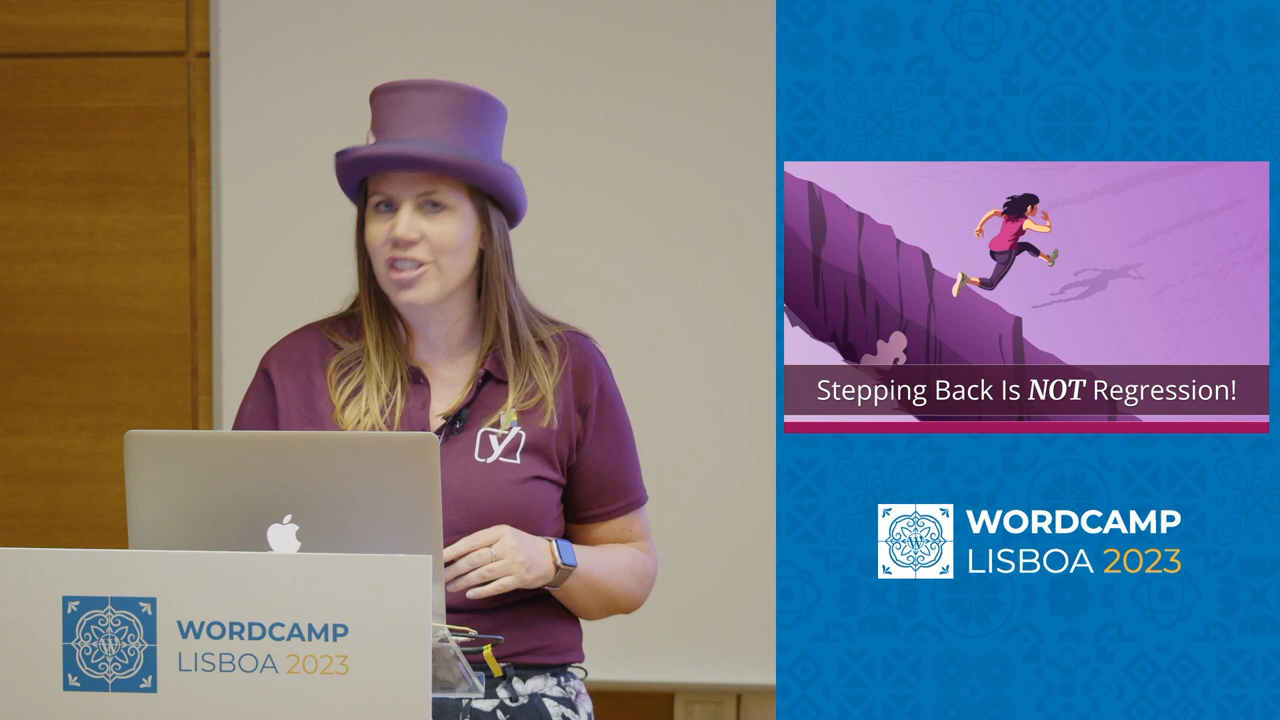 y
WORDCAMP
LISBOA 2023
Stepping Back Is NOT Regression!
W
WORDCAMP
LISBOA 2023